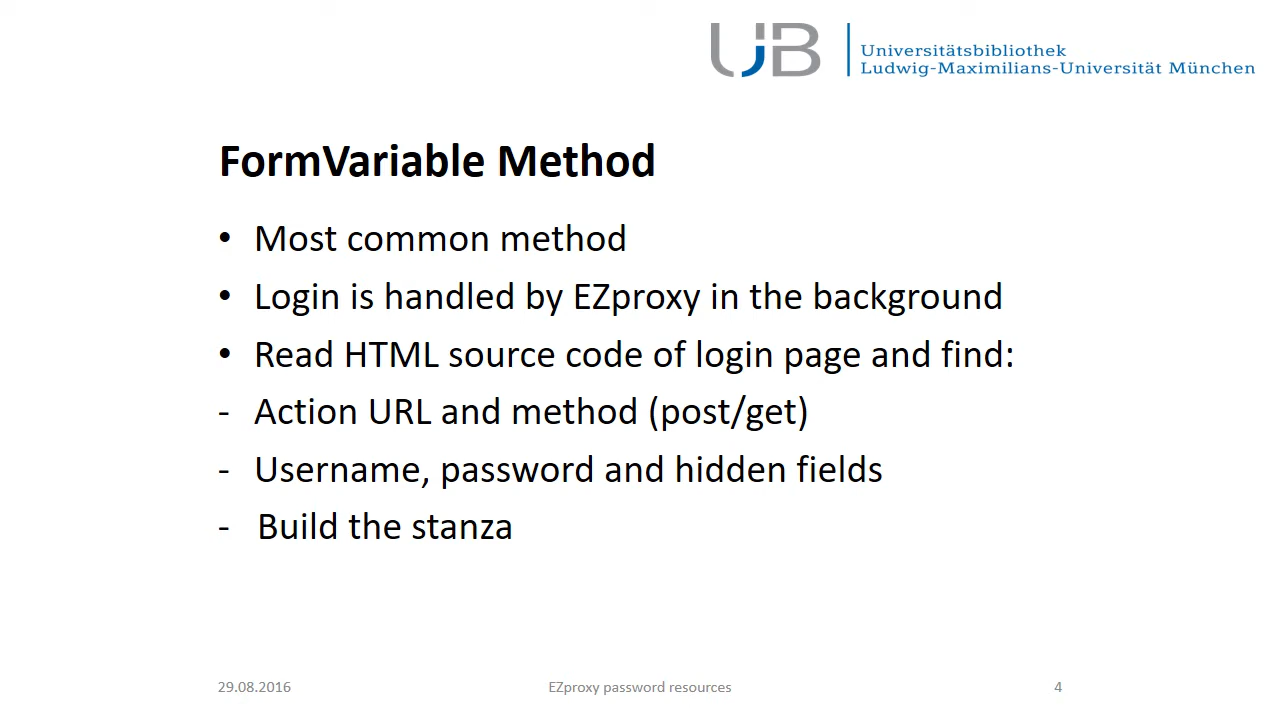 UB
Universitätsbibliothek
Ludwig-Maximilians-Universität München
FormVariable Method
• Most common method
• Login is handled by EZproxy in the background
• Read HTML source code of login page and find:
- Action URL and method (post/get)
- Username, password and hidden fields
- Build the stanza
29.08.2016 EZproxy password resources 4